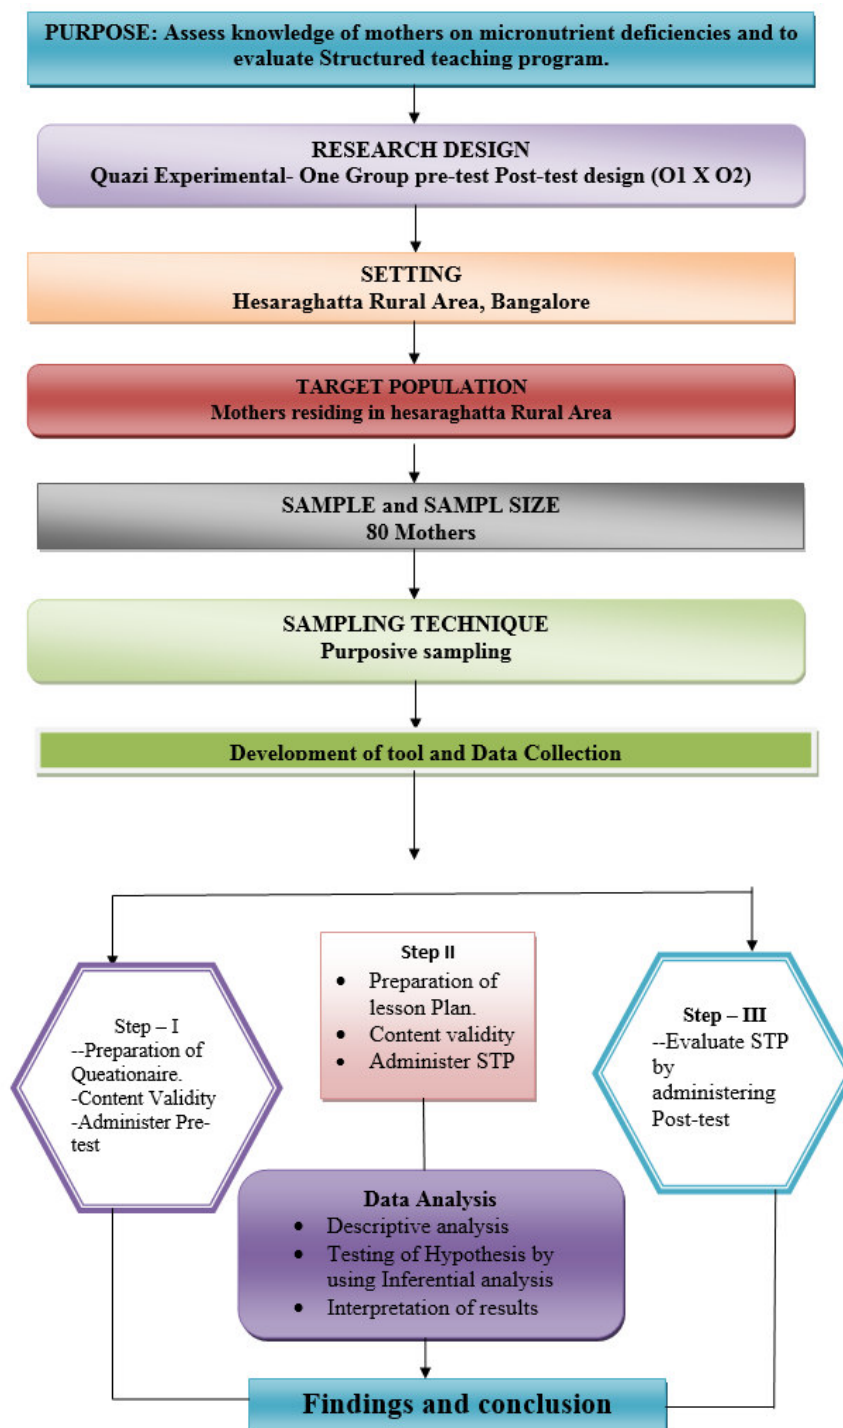 PURPOSE: Assess knowledge of mothers on micronutrient deficiencies and to
evaluate Structured teaching program.
RESEARCH DESIGN
Quazi Experimental- One Group pre-test Post-test design (O1 X O2)
SETTING
Hesaraghatta Rural Area, Bangalore
TARGET POPULATION
Mothers residing in hesaraghatta Rural Area
SAMPLE and SAMPL SIZE
80 Mothers
SAMPLING TECHNIQUE
Purposive sampling
Development of tool and Data Collection
Step – I
--Preparation of
Queationaire.
-Content Validity
-Administer Pre-
test
Step II
• Preparation of
lesson Plan.
• Content validity
• Administer STP
Step – III
--Evaluate STP
by
administering
Post-test
Data Analysis
• Descriptive analysis
• Testing of Hypothesis by
using Inferential analysis
• Interpretation of results
Findings and conclusion